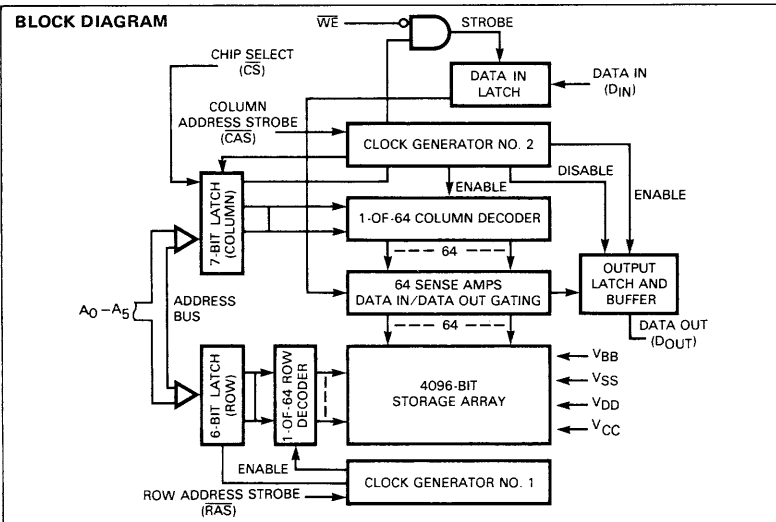 BLOCK DIAGRAM
W̅E̅
STROBE
CHIP SELECT
(C̅S̅)
DATA IN
LATCH
DATA IN
(DIN)
COLUMN
ADDRESS STROBE
(C̅A̅S̅)
CLOCK GENERATOR NO. 2
DISABLE
ENABLE
ENABLE
7-BIT LATCH
(COLUMN)
1-OF-64 COLUMN DECODER
64
64 SENSE AMPS
DATA IN/DATA OUT GATING
OUTPUT
LATCH AND
BUFFER
A0–A5
ADDRESS
BUS
64
DATA OUT
(DOUT)
6-BIT LATCH
(ROW)
1-OF-64 ROW
DECODER
4096-BIT
STORAGE ARRAY
VBB
VSS
VDD
VCC
ENABLE
CLOCK GENERATOR NO. 1
ROW ADDRESS STROBE
(R̅A̅S̅)